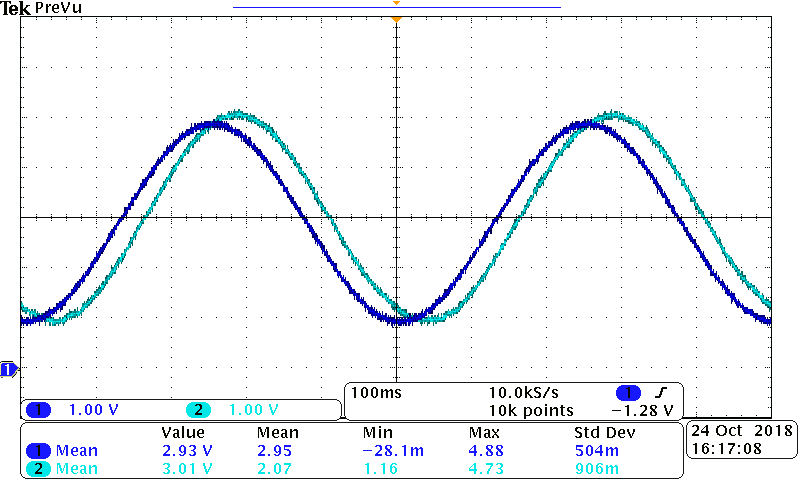 Tek PreVu
1
1 1.00 V 2 1.00 V
100ms 10.0kS/s 1
10k points −1.28 V
Value Mean Min Max Std Dev
1 Mean 2.93 V 2.95 −28.1m 4.88 504m
2 Mean 3.01 V 2.07 1.16 4.73 906m
24 Oct 2018
16:17:08